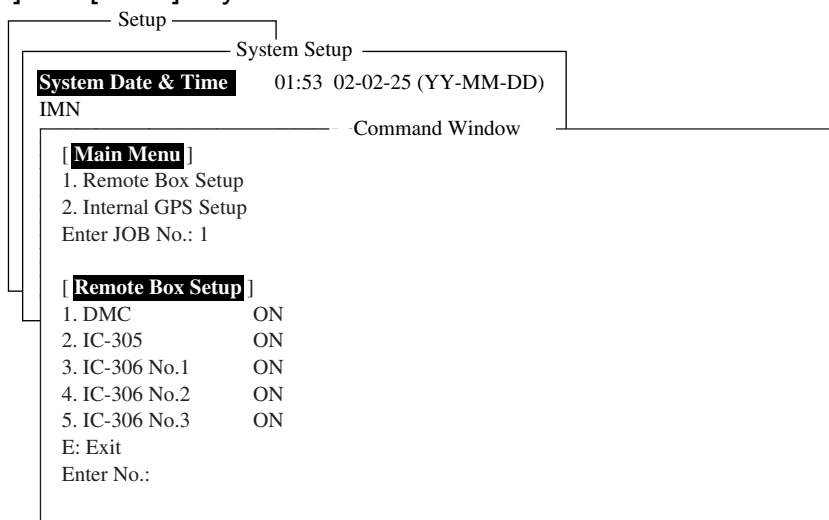 Setup
System Setup
System Date & Time 01:53 02-02-25 (YY-MM-DD)
IMN
Command Window
[Main Menu]
1. Remote Box Setup
2. Internal GPS Setup
Enter JOB No.: 1
[Remote Box Setup]
1. DMC ON
2. IC-305 ON
3. IC-306 No.1 ON
4. IC-306 No.2 ON
5. IC-306 No.3 ON
E: Exit
Enter No.: